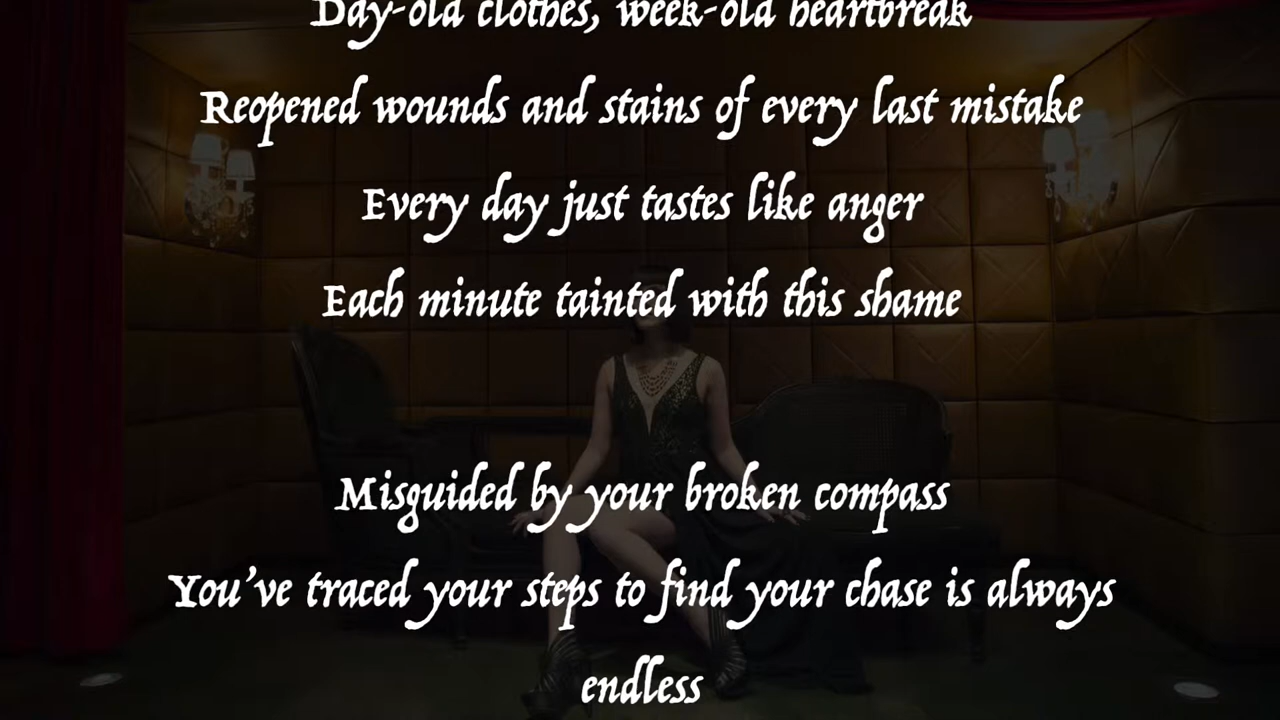 Day-old clothes, week-old heartbreak
Reopened wounds and stains of every last mistake
Every day just tastes like anger
Each minute tainted with this shame
Misguided by your broken compass
You've traced your steps to find your chase is always
endless